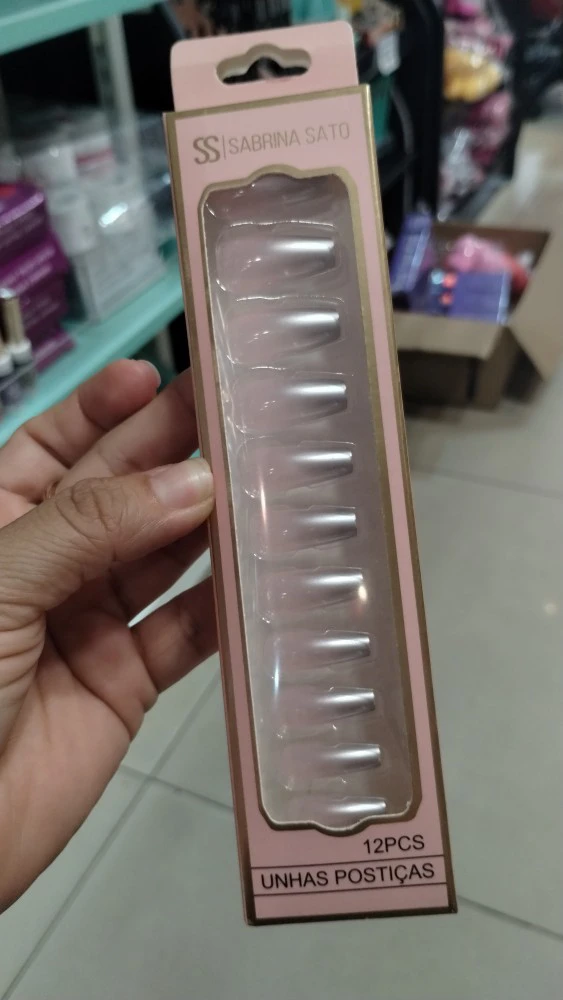 SS | SABRINA SATO
12PCS
UNHAS POSTIÇAS